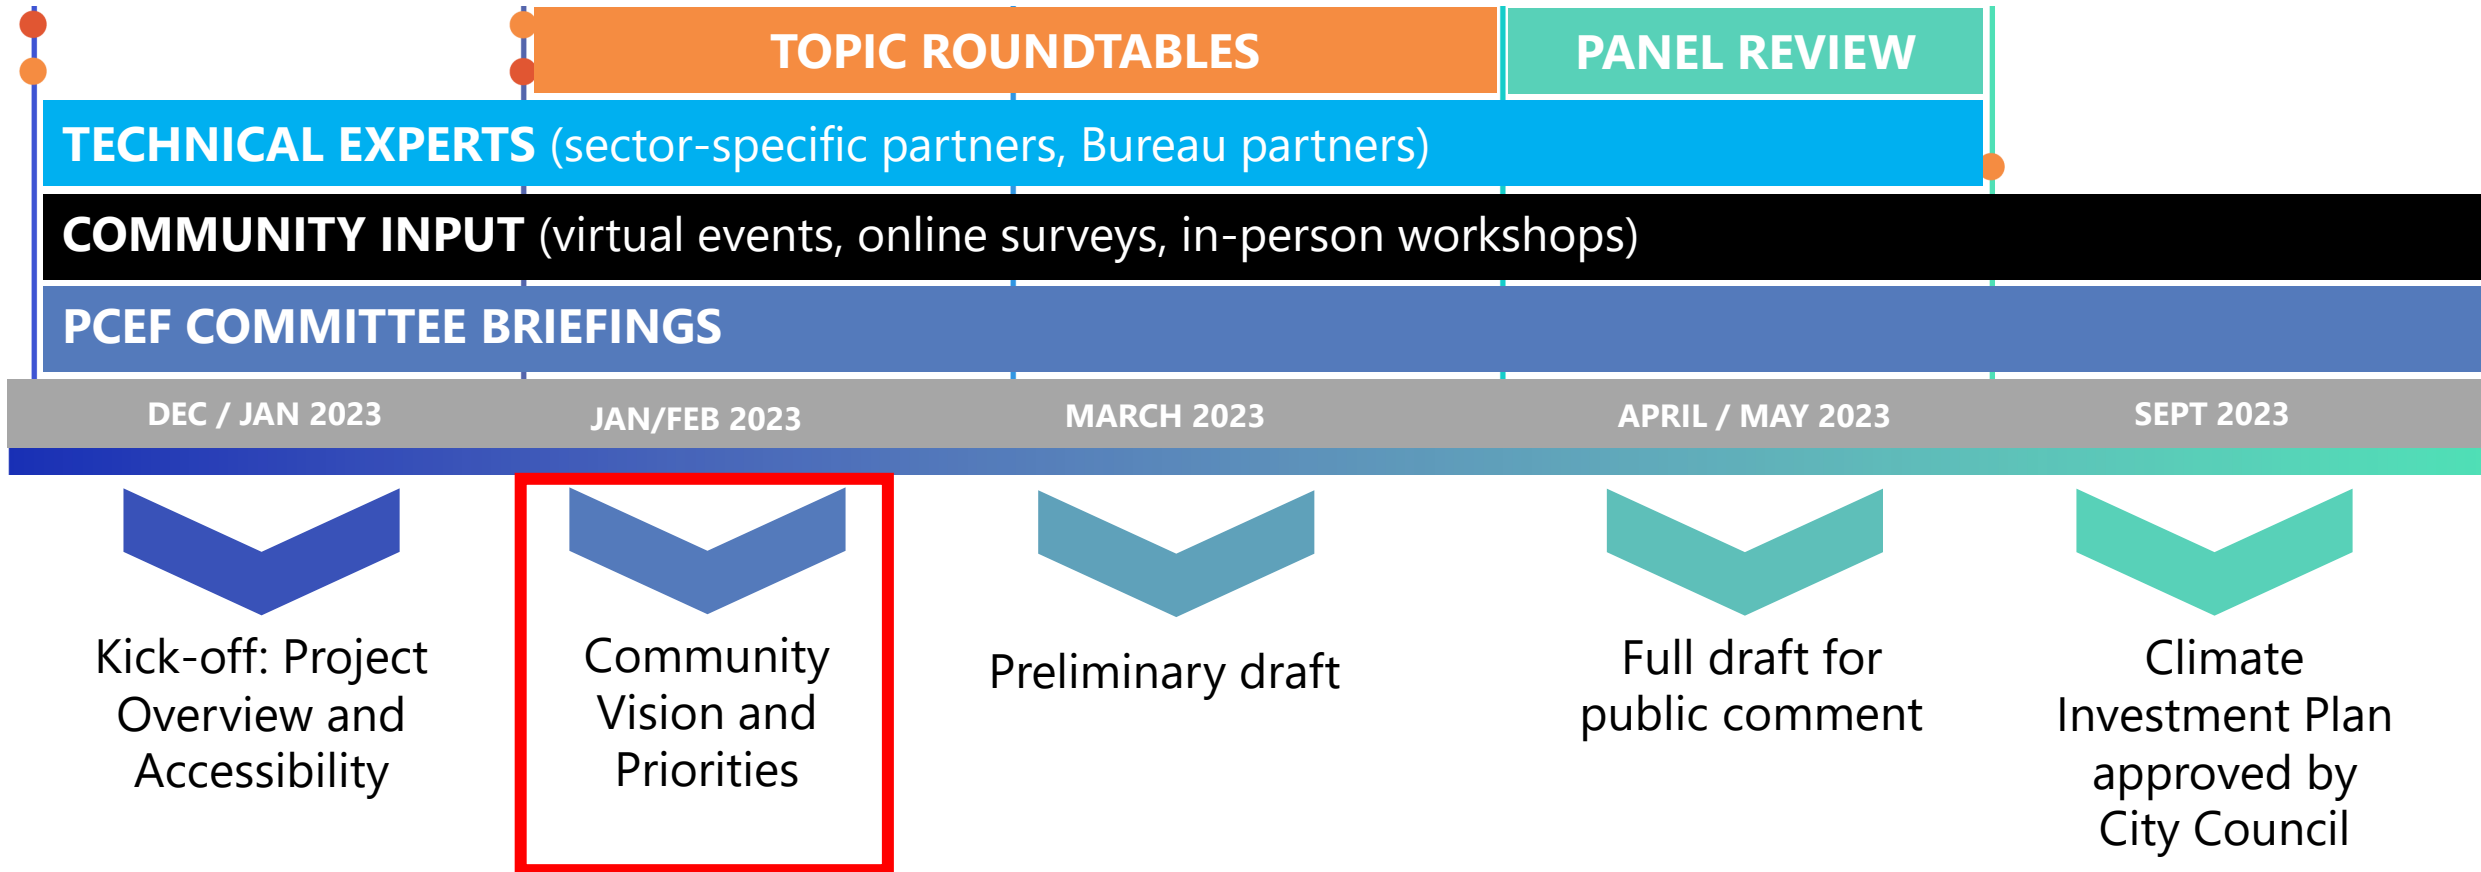 TOPIC ROUNDTABLES
PANEL REVIEW
TECHNICAL EXPERTS (sector-specific partners, Bureau partners)
COMMUNITY INPUT (virtual events, online surveys, in-person workshops)
PCEF COMMITTEE BRIEFINGS
DEC / JAN 2023
JAN/FEB 2023
MARCH 2023
APRIL / MAY 2023
SEPT 2023
Kick-off: Project
Overview and
Accessibility
Community
Vision and
Priorities
Preliminary draft
Full draft for
public comment
Climate
Investment Plan
approved by
City Council